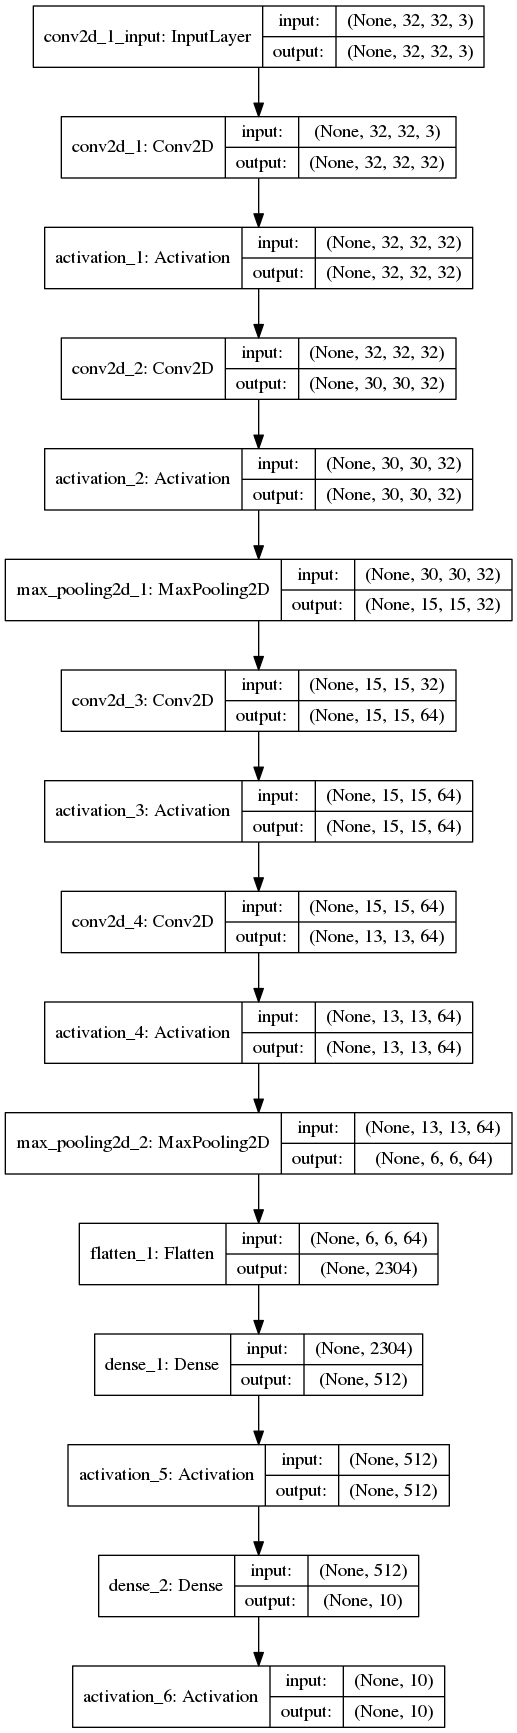 conv2d_1_input: InputLayer
input: (None, 32, 32, 3)
output: (None, 32, 32, 3)
conv2d_1: Conv2D
input: (None, 32, 32, 3)
output: (None, 32, 32, 32)
activation_1: Activation
input: (None, 32, 32, 32)
output: (None, 32, 32, 32)
conv2d_2: Conv2D
input: (None, 32, 32, 32)
output: (None, 30, 30, 32)
activation_2: Activation
input: (None, 30, 30, 32)
output: (None, 30, 30, 32)
max_pooling2d_1: MaxPooling2D
input: (None, 30, 30, 32)
output: (None, 15, 15, 32)
conv2d_3: Conv2D
input: (None, 15, 15, 32)
output: (None, 15, 15, 64)
activation_3: Activation
input: (None, 15, 15, 64)
output: (None, 15, 15, 64)
conv2d_4: Conv2D
input: (None, 15, 15, 64)
output: (None, 13, 13, 64)
activation_4: Activation
input: (None, 13, 13, 64)
output: (None, 13, 13, 64)
max_pooling2d_2: MaxPooling2D
input: (None, 13, 13, 64)
output: (None, 6, 6, 64)
flatten_1: Flatten
input: (None, 6, 6, 64)
output: (None, 2304)
dense_1: Dense
input: (None, 2304)
output: (None, 512)
activation_5: Activation
input: (None, 512)
output: (None, 512)
dense_2: Dense
input: (None, 512)
output: (None, 10)
activation_6: Activation
input: (None, 10)
output: (None, 10)